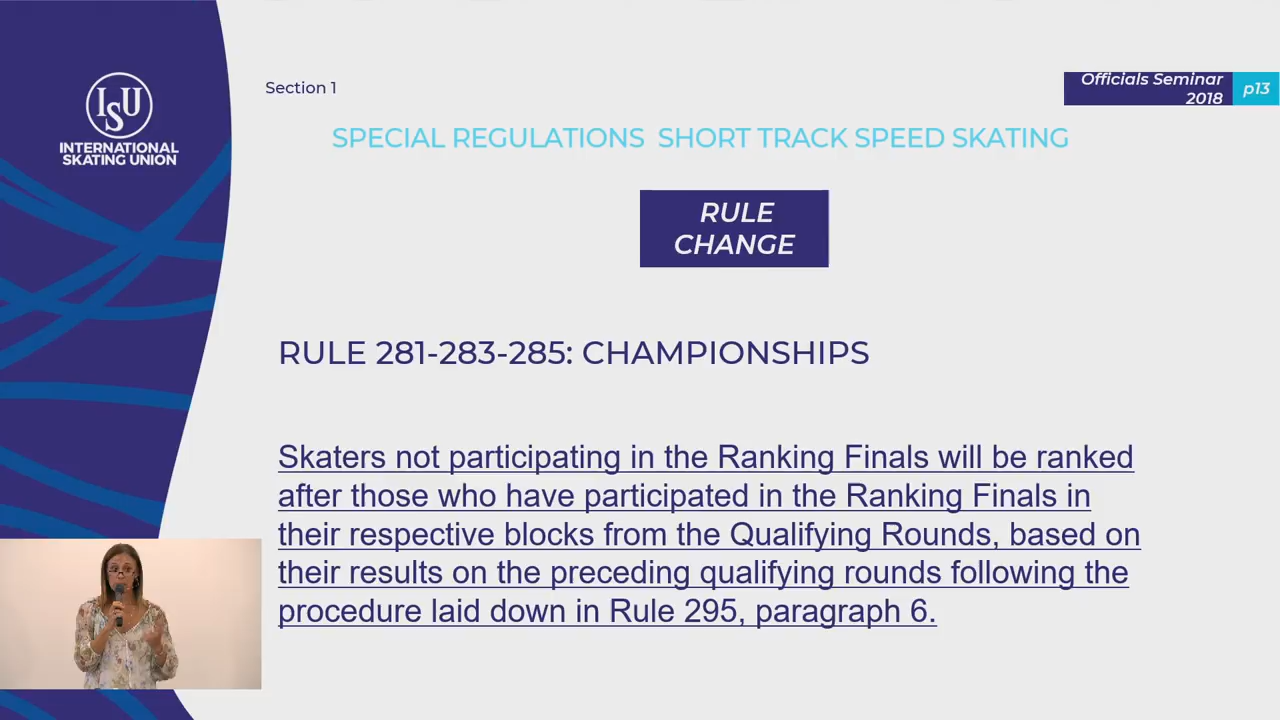 ISU
INTERNATIONAL
SKATING UNION
Section 1
Officials Seminar
2018
p13
SPECIAL REGULATIONS SHORT TRACK SPEED SKATING
RULE
CHANGE
RULE 281-283-285: CHAMPIONSHIPS
Skaters not participating in the Ranking Finals will be ranked
after those who have participated in the Ranking Finals in
their respective blocks from the Qualifying Rounds, based on
their results on the preceding qualifying rounds following the
procedure laid down in Rule 295, paragraph 6.